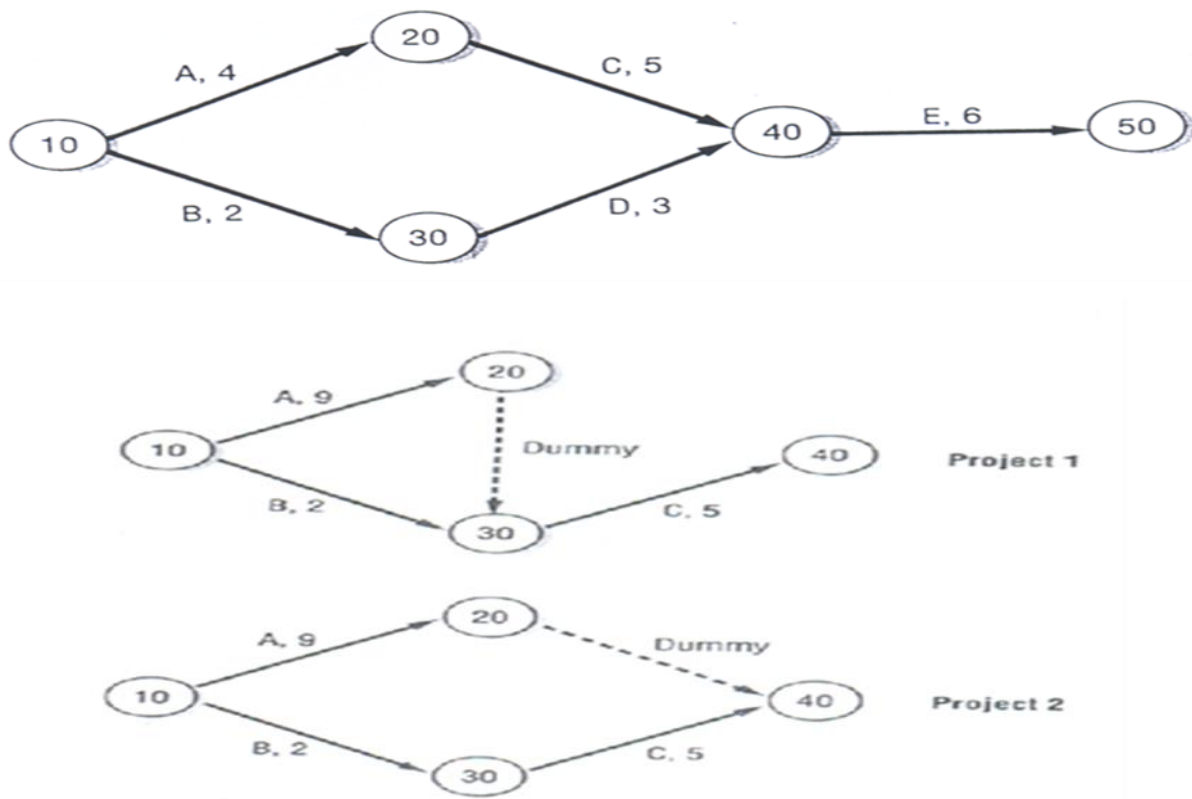 20
A, 4
C, 5
10
40
E, 6
50
B, 2
D, 3
30
20
A, 9
10
Dummy
40
Project 1
B, 2
C, 5
30
20
A, 9
Dummy
10
40
Project 2
B, 2
C, 5
30